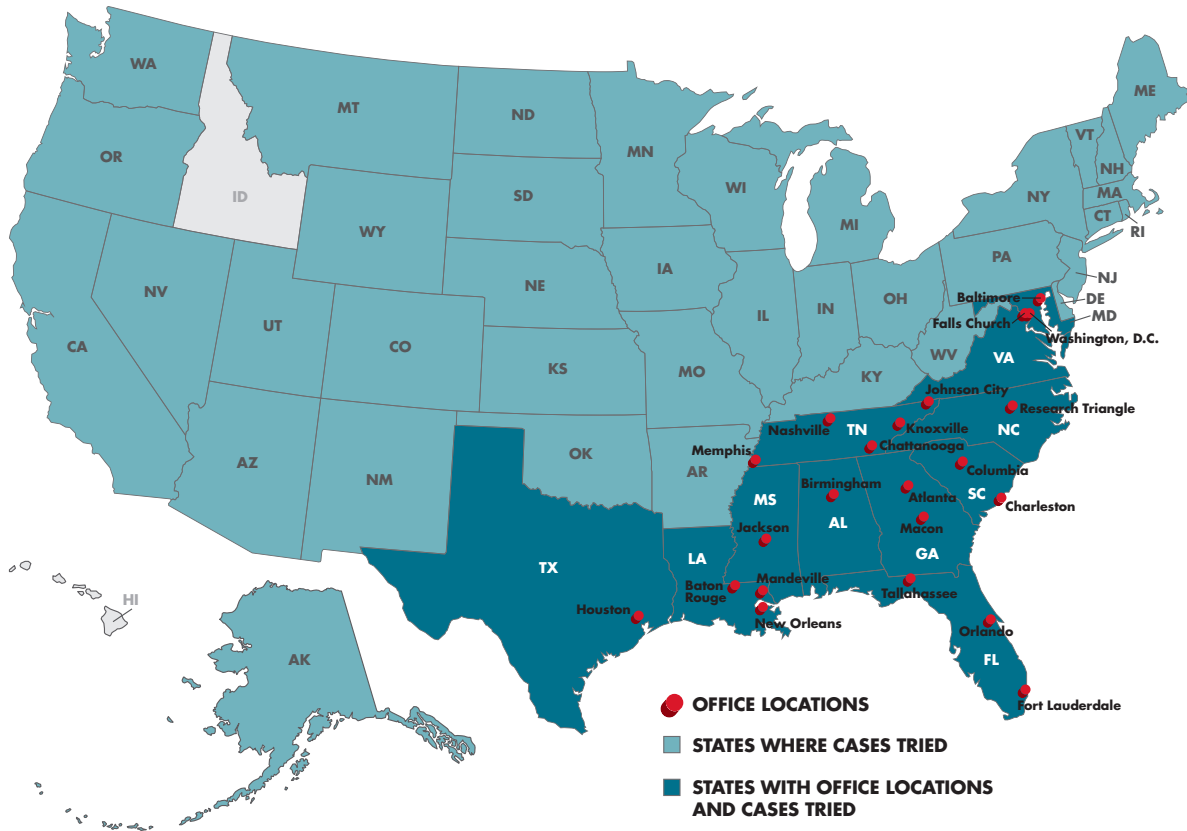 WA
MT
ND
MN
ME
OR
ID
SD
WI
MI
VT
NH
NY
MA
CT
RI
WY
IA
NE
PA
NJ
NV
UT
CO
IL
IN
OH
Baltimore
DE
MD
Falls Church
Washington, D.C.
CA
KS
MO
WV
VA
KY
Johnson City
Research Triangle
AZ
NM
OK
AR
Nashville
TN
Knoxville
NC
Memphis
Chattanooga
Columbia
MS
Birmingham
Atlanta
SC
Charleston
AL
Jackson
Macon
GA
TX
LA
Baton
Rouge
Mandeville
Tallahassee
Houston
New Orleans
Orlando
HI
AK
FL
Fort Lauderdale
OFFICE LOCATIONS
STATES WHERE CASES TRIED
STATES WITH OFFICE LOCATIONS
AND CASES TRIED